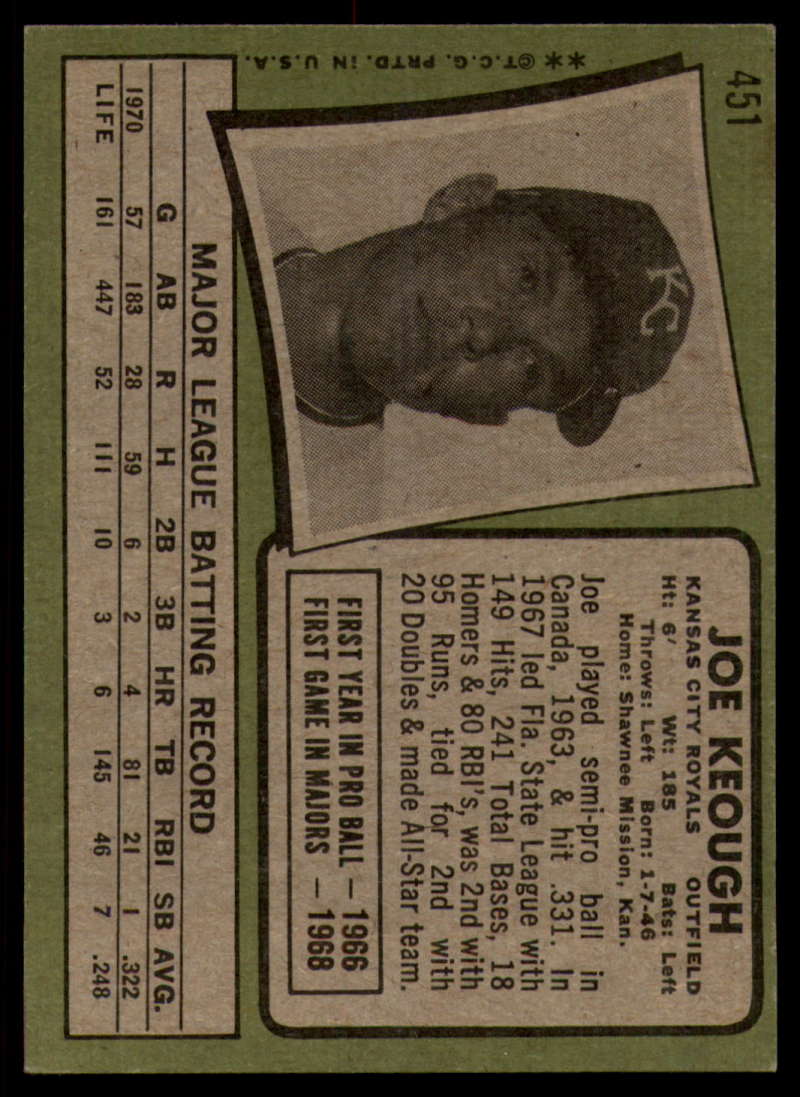 451
**©T.C.G. PRTD. IN U.S.A.
KC
JOE KEOUGH
KANSAS CITY ROYALS OUTFIELD
Ht: 6' Wt: 185 Bats: Left
Throws: Left Born: 1-7-46
Home: Shawnee Mission, Kan.
Joe played semi-pro ball in
Canada, 1963, & hit .331. In
1967 led Fla. State League with
149 Hits, 241 Total Bases, 18
Homers & 80 RBI's, was 2nd with
95 Runs, tied for 2nd with
20 Doubles & made All-Star team.
FIRST YEAR IN PRO BALL — 1966
FIRST GAME IN MAJORS — 1968
MAJOR LEAGUE BATTING RECORD
G AB R H 2B 3B HR TB RBI SB AVG.
1970 57 183 28 59 6 2 4 81 21 1 .322
LIFE 161 447 52 111 10 3 6 145 46 7 .248